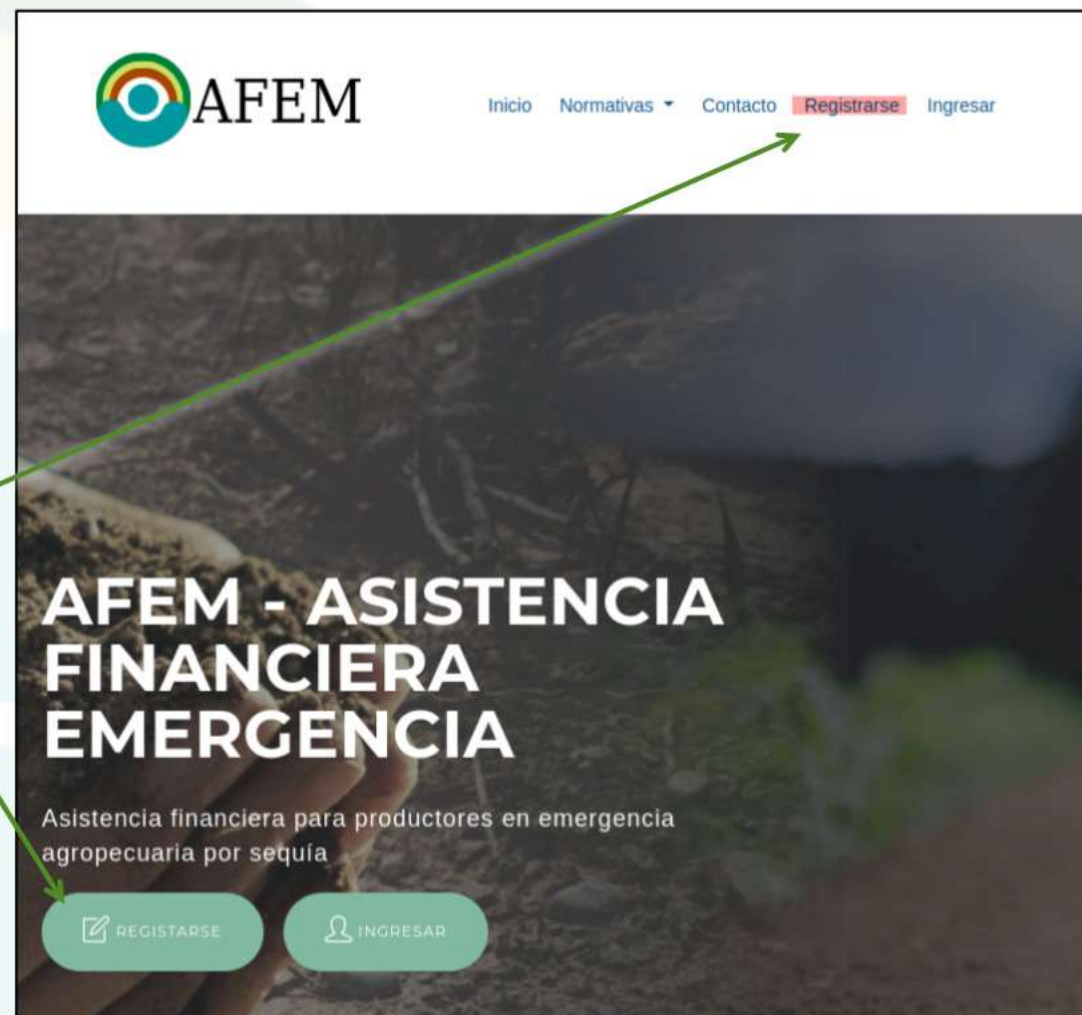 AFEM
Inicio Normativas Contacto Registrarse Ingresar
AFEM - ASISTENCIA
FINANCIERA
EMERGENCIA
Asistencia financiera para productores en emergencia
agropecuaria por sequía
REGISTARSE INGRESAR